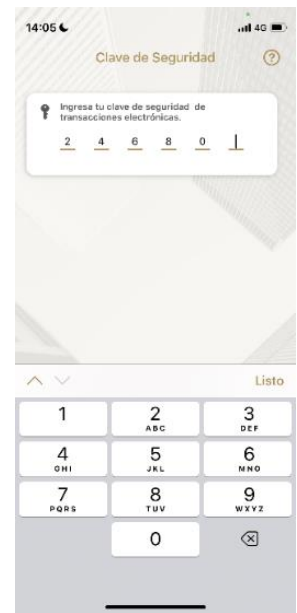 14:05
4G
Clave de Seguridad
?
Ingresa tu clave de seguridad de
transacciones electrónicas.
2 4 6 8 0
Listo
1 2 3
ABC DEF
4 5 6
GHI JKL MNO
7 8 9
PQRS TUV WXYZ
0